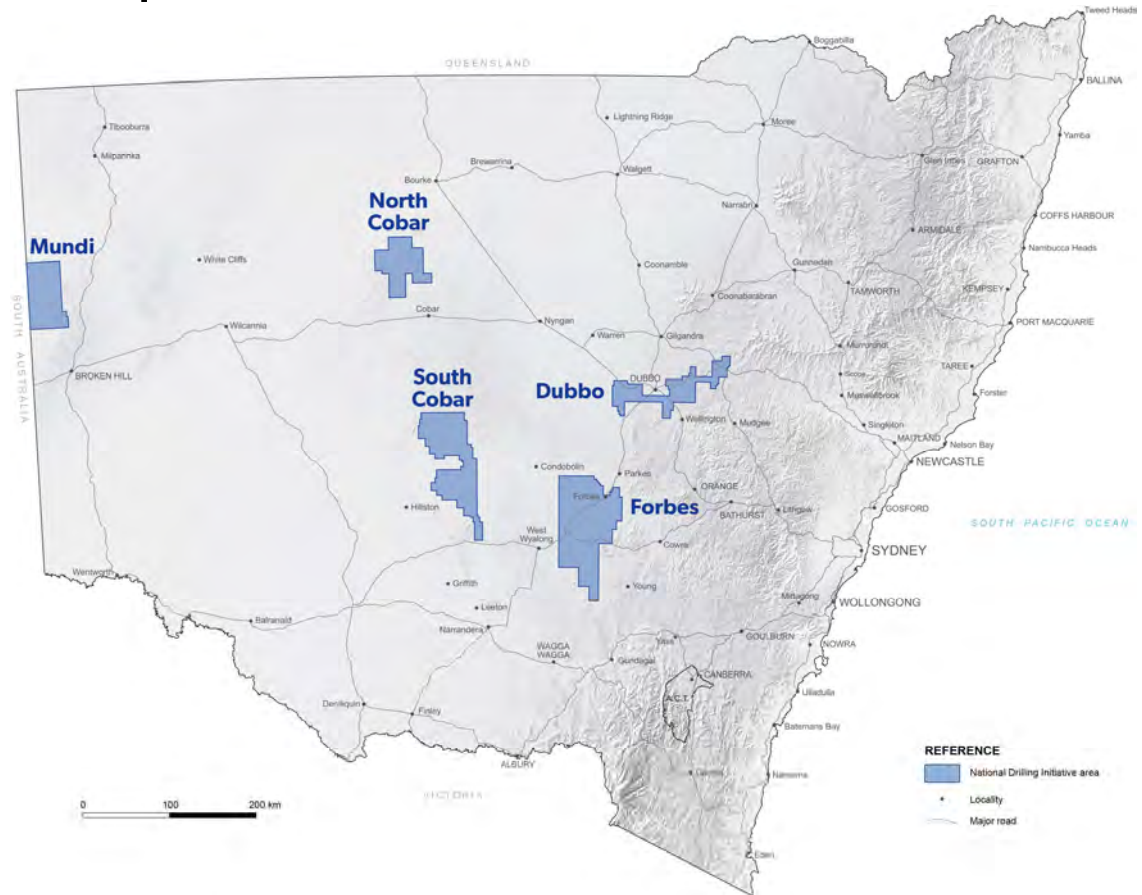 Tweed Heads
Boggabilla
QUEENSLAND
BALLINA
Lightning Ridge
Moree
Tibooburra
Yamba
Milparinka
Glen Innes
GRAFTON
Brewarrina
Walgett
Bourke
North
Cobar
Narrabri
COFFS HARBOUR
ARMIDALE
Mundi
Nambucca Heads
White Cliffs
Coonamble
Gunnedah
TAMWORTH
KEMPSEY
Coonabarabran
SOUTH AUSTRALIA
Cobar
Nyngan
PORT MACQUARIE
Wilcannia
Warren
Gilgandra
Murrurundi
BROKEN HILL
TAREE
South
Cobar
Dubbo
DUBBO
Scone
Muswellbrook
Forster
Wellington
Mudgee
Singleton
MAITLAND
Nelson Bay
NEWCASTLE
Condobolin
Parkes
ORANGE
Forbes
Forbes
Hillston
BATHURST
Lithgow
GOSFORD
SOUTH PACIFIC OCEAN
West
Wyalong
Cowra
SYDNEY
Wentworth
Griffith
Young
Mittagong
WOLLONGONG
Leeton
Balranald
Narrandera
Yass
GOULBURN
NOWRA
WAGGA
WAGGA
Gundagai
CANBERRA
A.C.T.
Ulladulla
Deniliquin
Finley
Batemans Bay
REFERENCE
National Drilling Initiative area
ALBURY
Cooma
Narooma
VICTORIA
Locality
0 100 200 km
Major road
Eden